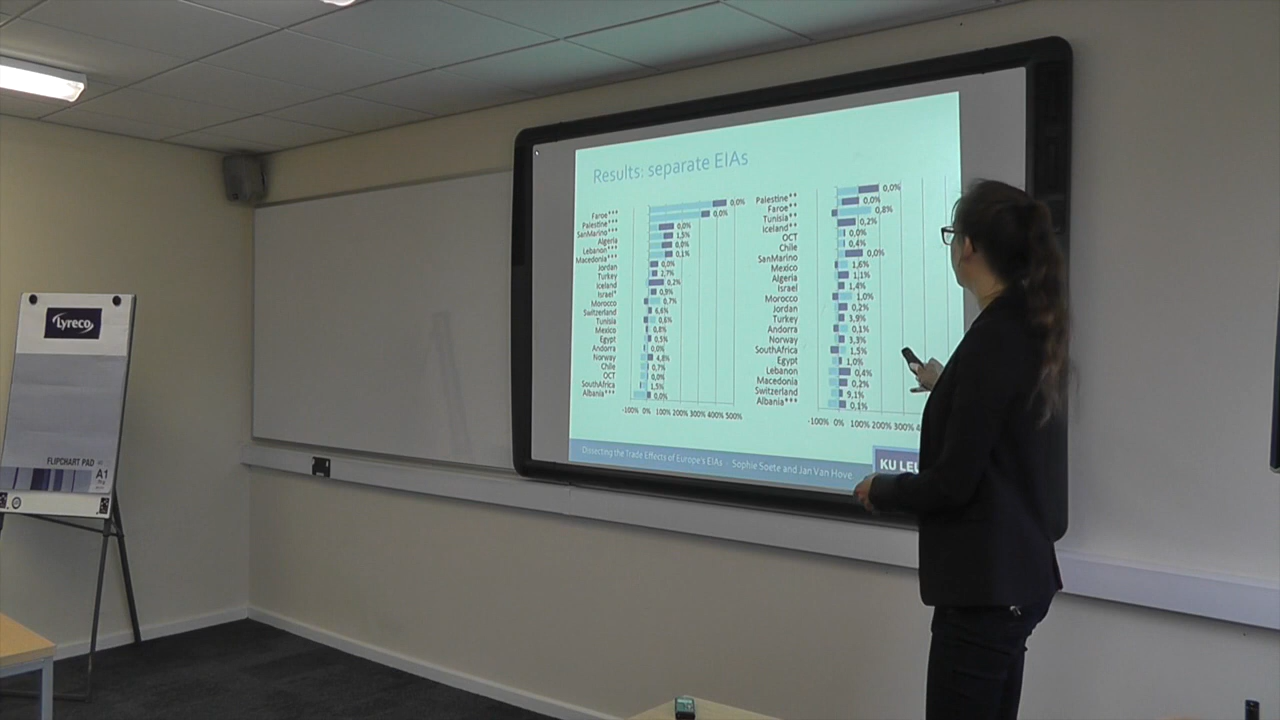 Lyreco
FLIPCHART PAD
A1
Results: separate EIAs
Faroe***
Palestine***
SanMarino***
Algeria
Lebanon***
Macedonia***
Jordan
Turkey
Iceland
Israel*
Morocco
Switzerland
Tunisia
Mexico
Egypt
Andorra
Norway
Chile
OCT
SouthAfrica
Albania***
0,0%
0,0%
0,0%
1,5%
0,0%
0,1%
0,0%
2,7%
0,2%
0,9%
0,7%
6,6%
0,6%
0,8%
0,5%
0,0%
4,8%
0,7%
0,0%
1,5%
0,0%
-100% 0% 100% 200% 300% 400% 500%
Palestine**
Faroe**
Tunisia**
Iceland**
OCT
Chile
SanMarino
Mexico
Algeria
Israel
Morocco
Jordan
Turkey
Andorra
Norway
SouthAfrica
Egypt
Lebanon
Macedonia
Switzerland
Albania***
0,0%
0,0%
0,8%
0,2%
0,0%
0,4%
0,0%
1,6%
1,1%
1,4%
1,0%
0,2%
3,9%
0,1%
3,3%
1,5%
1,0%
0,4%
0,2%
9,1%
0,1%
-100% 0% 100% 200% 300%
Dissecting the Trade Effects of Europe's EIAs Sophie Soete and Jan Van Hove
KU LEU